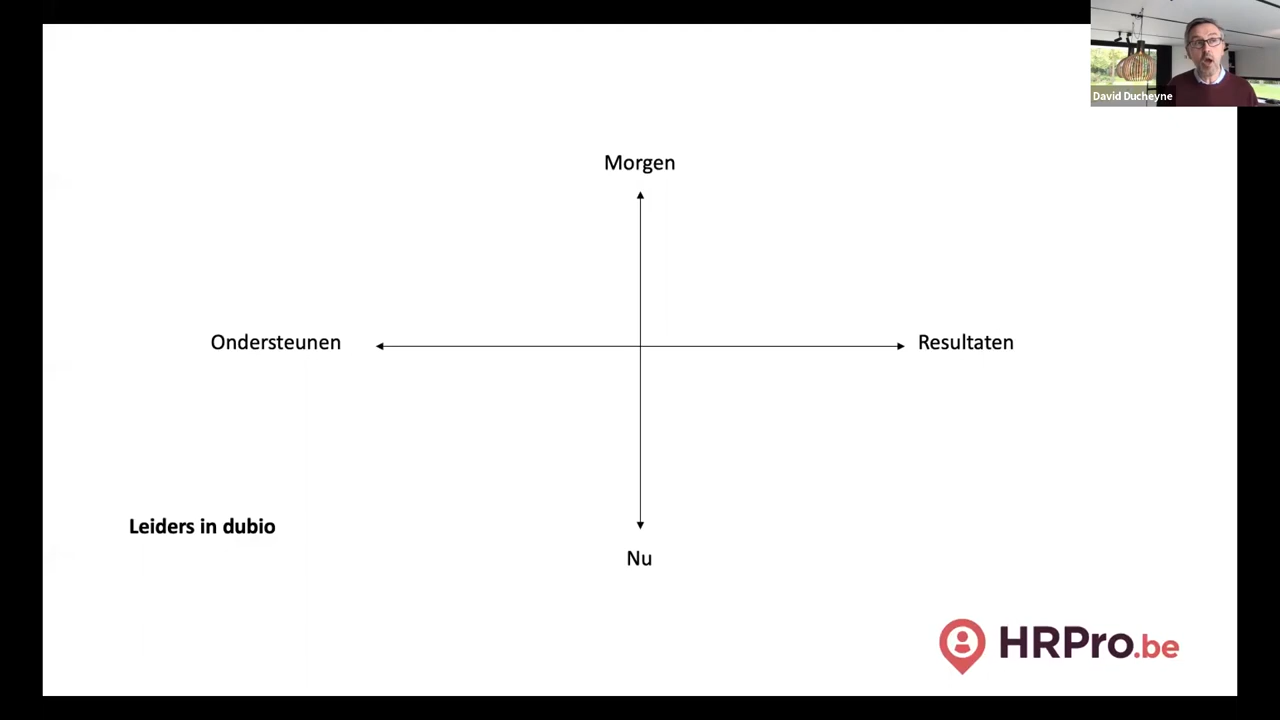 David Ducheyne
Morgen
Ondersteunen
Resultaten
Leiders in dubio
Nu
HRPro.be